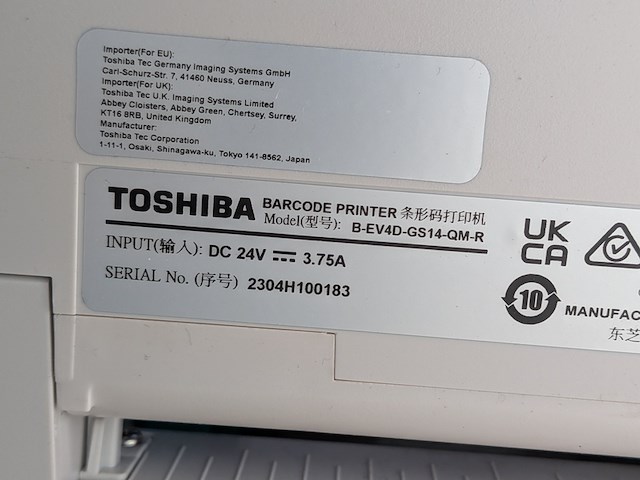 Importer(For EU):
Toshiba Tec Germany Imaging Systems GmbH
Carl-Schurz-Str. 7, 41460 Neuss, Germany
Importer(For UK):
Toshiba Tec U.K. Imaging Systems Limited
Abbey Cloisters, Abbey Green, Chertsey, Surrey,
KT16 8RB, United Kingdom
Manufacturer:
Toshiba Tec Corporation
1-11-1, Osaki, Shinagawa-ku, Tokyo 141-8562, Japan
TOSHIBA BARCODE PRINTER 条形码打印机
Model(型号): B-EV4D-GS14-QM-R
INPUT(输入): DC 24V ⎓ 3.75A
SERIAL No. (序号) 2304H100183
UK
CA
10
MANUFAC
东芝